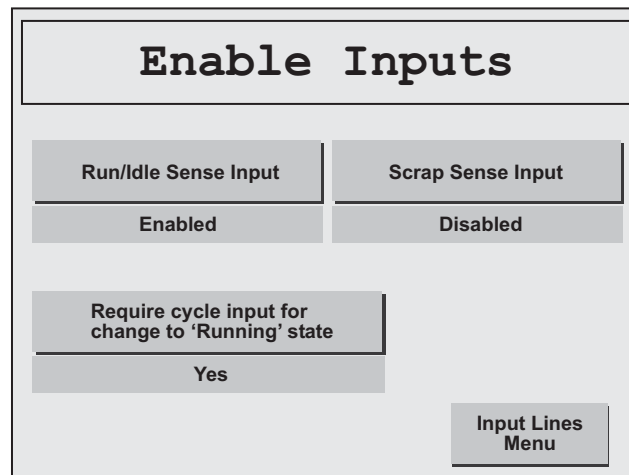 Enable Inputs
Run/Idle Sense Input
Scrap Sense Input
Enabled
Disabled
Require cycle input for
change to ‘Running’ state
Yes
Input Lines
Menu